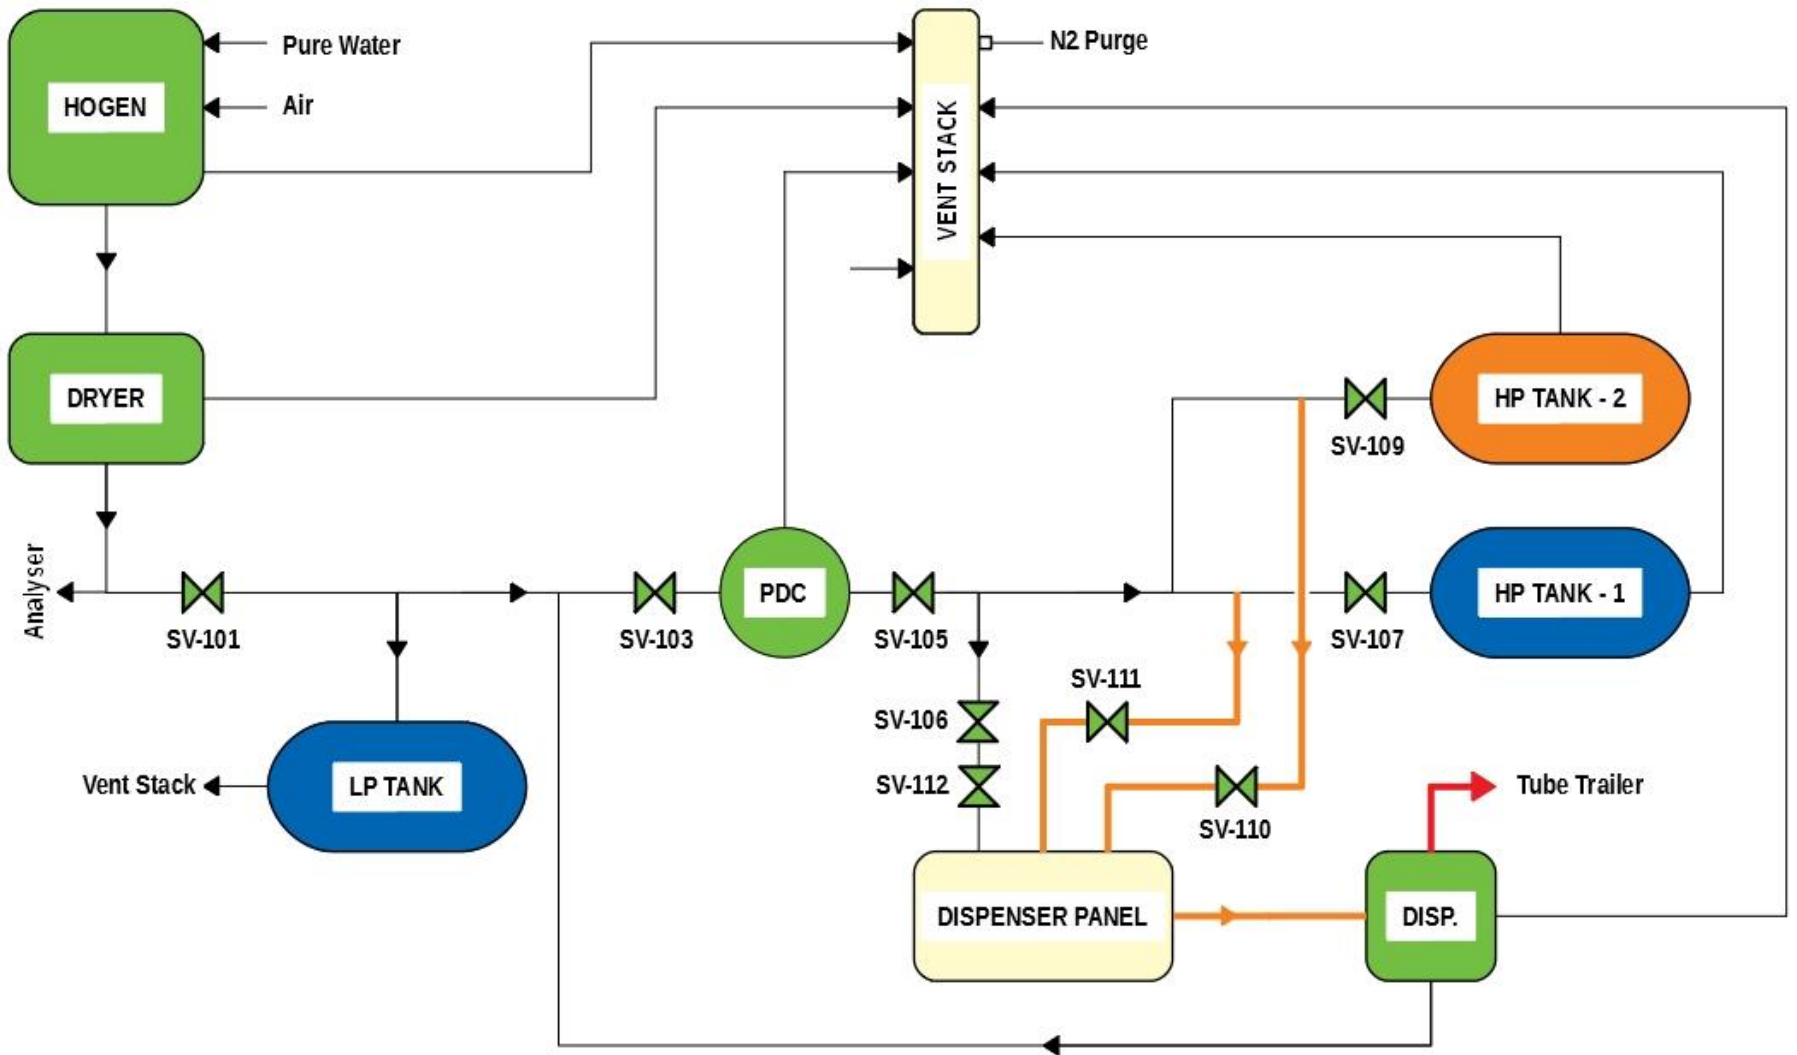 Pure Water
N2 Purge
HOGEN
Air
VENT STACK
DRYER
HP TANK - 2
SV-109
Analyser
PDC
HP TANK - 1
SV-101
SV-103
SV-105
SV-107
SV-111
SV-106
Vent Stack
LP TANK
SV-112
Tube Trailer
SV-110
DISPENSER PANEL
DISP.